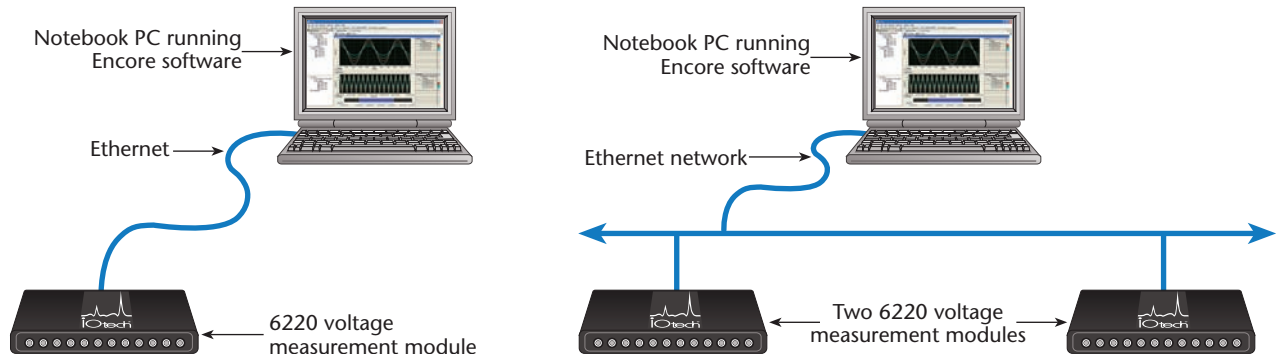 Notebook PC running
Encore software
Ethernet
iOtech
6220 voltage
measurement module
Notebook PC running
Encore software
Ethernet network
iOtech
Two 6220 voltage
measurement modules
iOtech